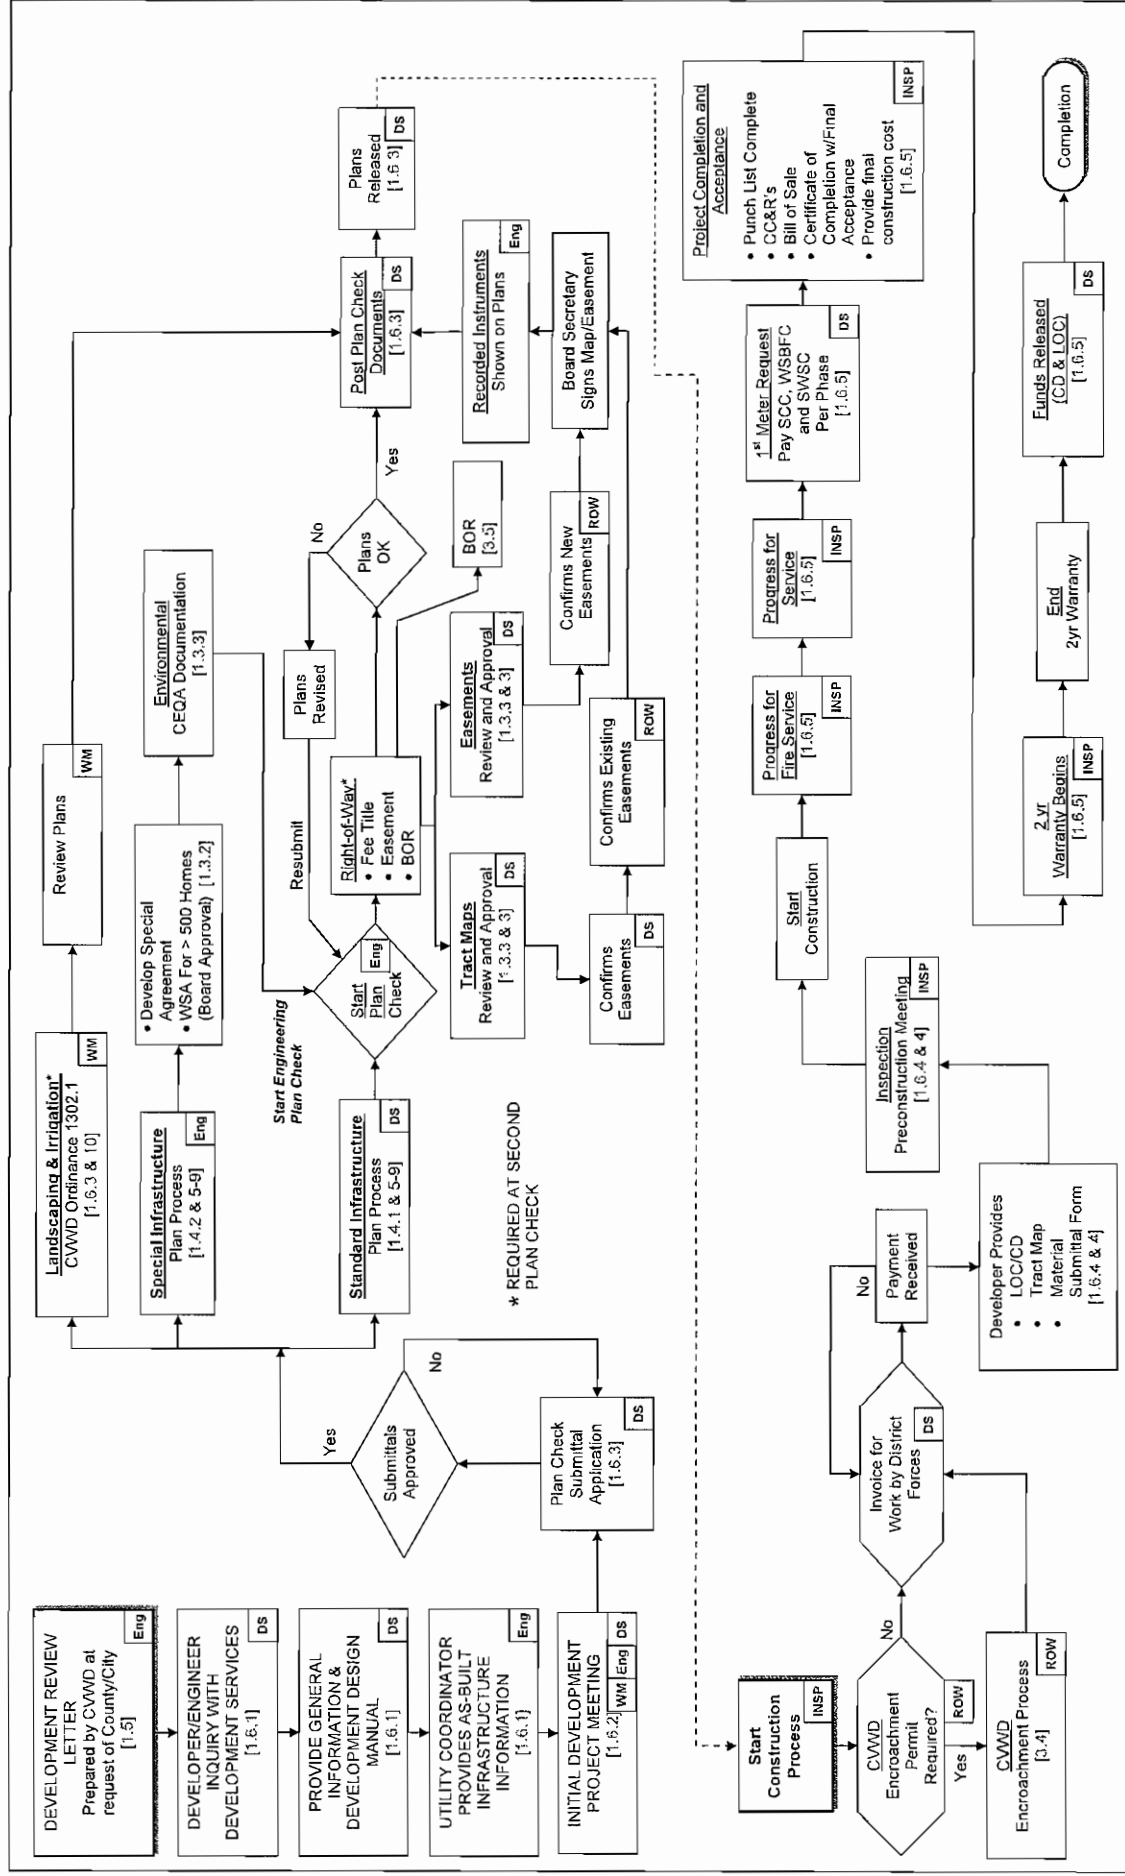 DEVELOPMENT REVIEW
LETTER
Prepared by CVWD at
request of County/City
[1.5]
Eng
DEVELOPER/ENGINEER
INQUIRY WITH
DEVELOPMENT SERVICES
[1.6.1]
DS
PROVIDE GENERAL
INFORMATION &
DEVELOPMENT DESIGN
MANUAL
[1.6.1]
DS
UTILITY COORDINATOR
PROVIDES AS-BUILT
INFRASTRUCTURE
INFORMATION
[1.6.1]
Eng
INITIAL DEVELOPMENT
PROJECT MEETING
[1.6.2]
WM Eng DS
Plan Check
Submittal
Application
[1.6.3]
DS
Submittals
Approved
No
Yes
Landscaping & Irrigation*
CVWD Ordinance 1302.1
[1.6.3 & 10]
WM
Review Plans
WM
Special Infrastructure
Plan Process
[1.4.2 & 5-9]
Eng
• Develop Special
Agreement
• WSA For > 500 Homes
(Board Approval) [1.3.2]
Environmental
CEQA Documentation
[1.3.3]
Standard Infrastructure
Plan Process
[1.4.1 & 5-9]
DS
Start Engineering
Plan Check
Start
Plan
Check
Eng
Resubmit
Plans
Revised
No
Right-of-Way*
• Fee Title
• Easement
• BOR
Plans
OK
Yes
Post Plan Check
Documents
[1.6.3]
DS
Plans
Released
[1.6 3]
DS
BOR
[3.5]
Tract Maps
Review and Approval
[1.3.3 & 3]
DS
Easements
Review and Approval
[1.3.3 & 3]
DS
Recorded Instruments
Shown on Plans
Eng
Confirms New
Easements
ROW
Board Secretary
Signs Map/Easement
Confirms
Easements
DS
Confirms Existing
Easements
ROW
* REQUIRED AT SECOND
PLAN CHECK
Start
Construction
Process
INSP
CVWD
Encroachment
Permit
Required?
ROW
No
Yes
CVWD
Encroachment Process
[3.4]
ROW
Invoice for
Work by District
Forces
DS
No
Payment
Received
Developer Provides
• LOC/CD
• Tract Map
• Material
Submittal Form
[1.6.4 & 4]
Inspection
Preconstruction Meeting
[1.6.4 & 4]
INSP
Start
Construction
Progress for
Fire Service
[1.6.5]
INSP
Progress for
Service
[1.6.5]
INSP
1st Meter Request
Pay SCC, WSBFC
and SWSC
Per Phase
[1.6.5]
DS
Project Completion and
Acceptance
• Punch List Complete
• CC&R's
• Bill of Sale
• Certificate of
Completion w/Final
Acceptance
• Provide final
construction cost
[1.6.5]
INSP
2 yr
Warranty Begins
[1.6.5]
INSP
End
2yr Warranty
Funds Released
(CD & LOC)
[1.6.5]
DS
Completion